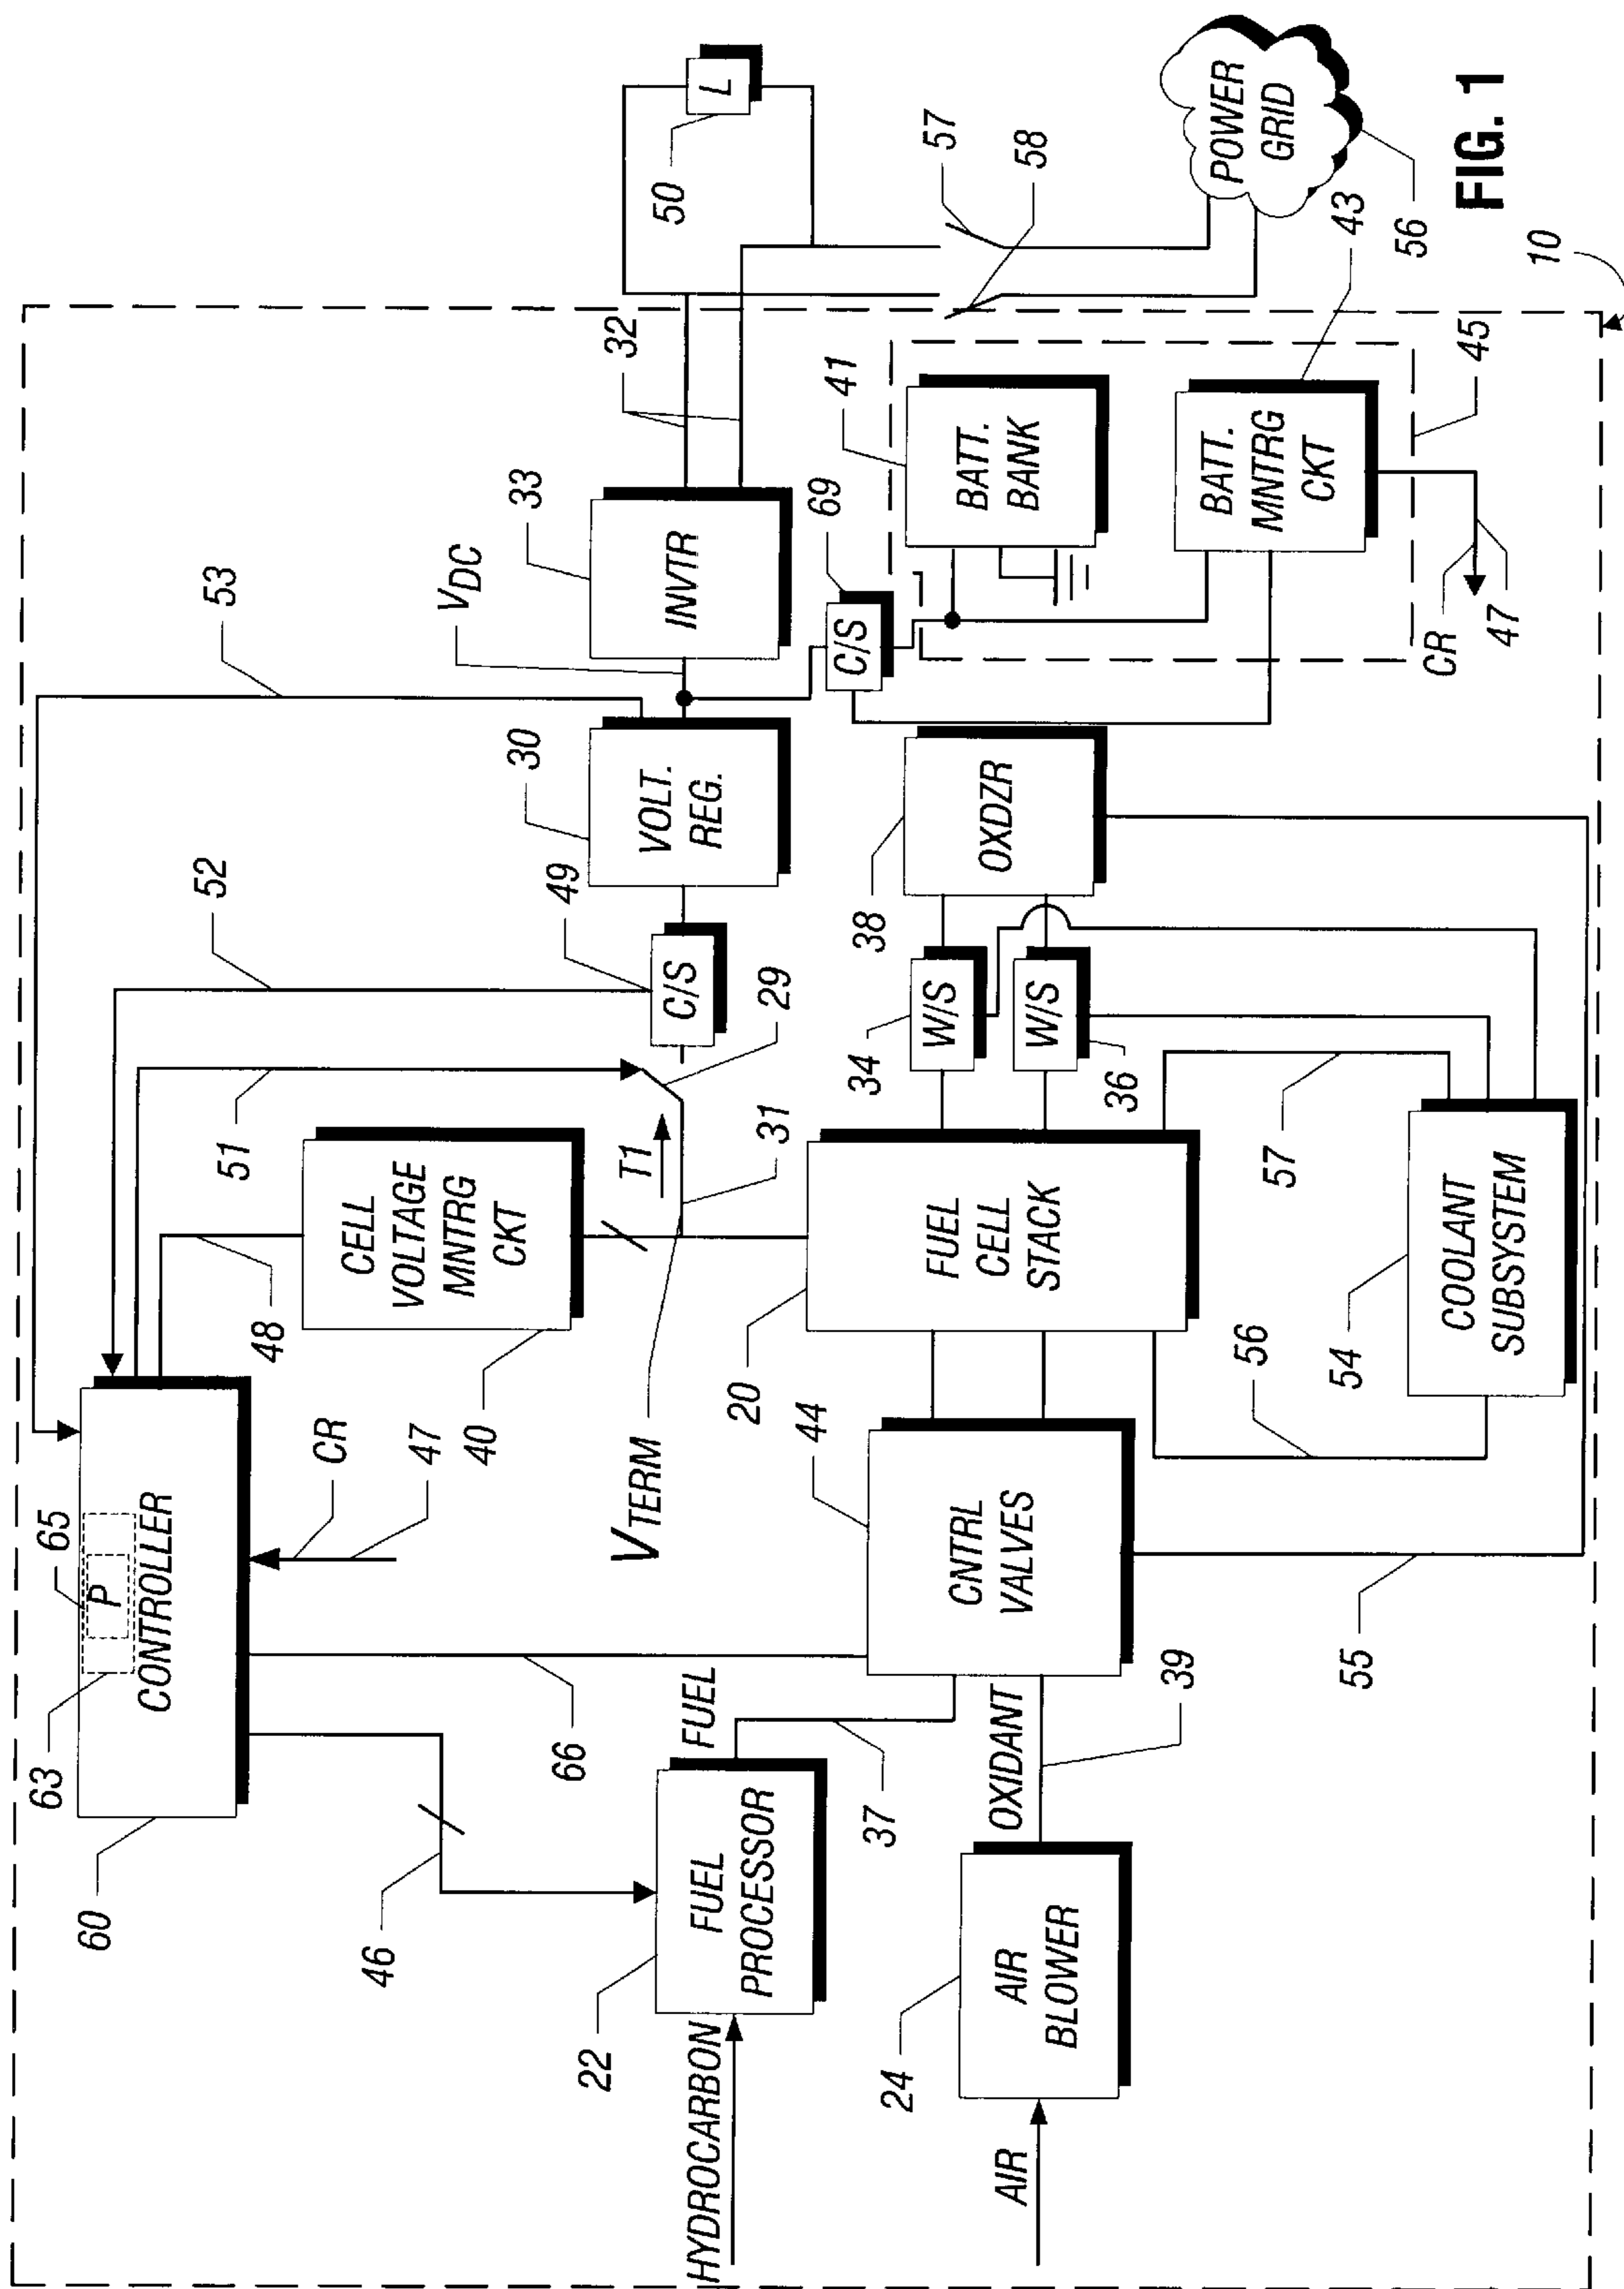 53
52
51
48
65
P
63
CONTROLLER
60
CR
47
46
CELL
VOLTAGE
MNTRG
CKT
40
VTERM
T1
31
29
C/S
49
VOLT.
REG.
30
VDC
INVTR
33
32
L
50
66
HYDROCARBON
FUEL
PROCESSOR
22
FUEL
37
AIR
AIR
BLOWER
24
OXIDANT
39
CNTRL
VALVES
44
FUEL
CELL
STACK
20
W/S
34
W/S
36
OXDZR
38
C/S
69
BATT.
BANK
41
BATT.
MNTRG
CKT
43
45
CR
47
57
58
POWER
GRID
56
COOLANT
SUBSYSTEM
54
56
57
55
10
FIG. 1